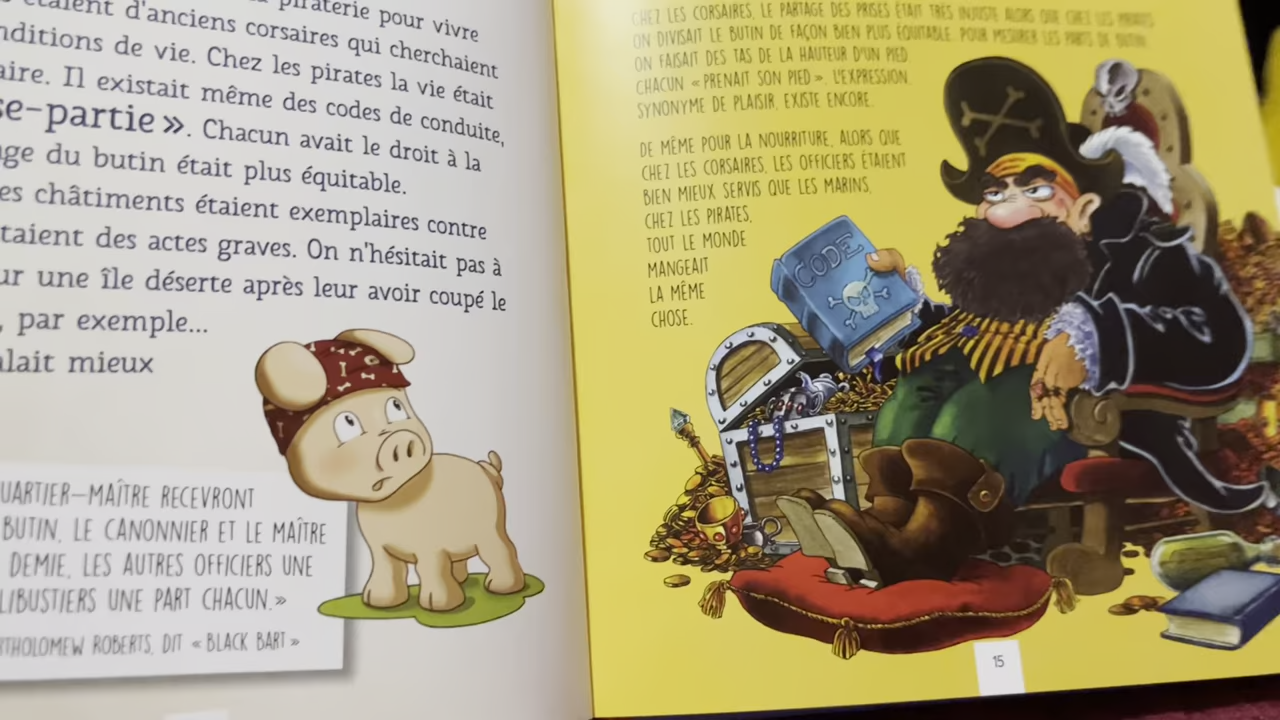 piraterie pour vivre
étaient d'anciens corsaires qui cherchaient
nditions de vie. Chez les pirates la vie était
aire. Il existait même des codes de conduite,
se-partie ». Chacun avait le droit à la
age du butin était plus équitable.
es châtiments étaient exemplaires contre
taient des actes graves. On n'hésitait pas à
ur une île déserte après leur avoir coupé le
, par exemple...
alait mieux
UARTIER-MAÎTRE RECEVRONT
BUTIN, LE CANONNIER ET LE MAÎTRE
DEMIE, LES AUTRES OFFICIERS UNE
LIBUSTIERS UNE PART CHACUN. »
RTHOLOMEW ROBERTS, DIT « BLACK BART »
CHEZ LES CORSAIRES, LE PARTAGE DES PRISES ÉTAIT TRÈS INJUSTE ALORS QUE CHEZ LES PIRATES
ON DIVISAIT LE BUTIN DE FAÇON BIEN PLUS ÉQUITABLE. POUR MESURER LES PARTS DE BUTIN,
ON FAISAIT DES TAS DE LA HAUTEUR D'UN PIED.
CHACUN « PRENAIT SON PIED ». L'EXPRESSION,
SYNONYME DE PLAISIR, EXISTE ENCORE.
DE MÊME POUR LA NOURRITURE, ALORS QUE
CHEZ LES CORSAIRES, LES OFFICIERS ÉTAIENT
BIEN MIEUX SERVIS QUE LES MARINS,
CHEZ LES PIRATES,
TOUT LE MONDE
MANGEAIT
LA MÊME
CHOSE.
CODE
15